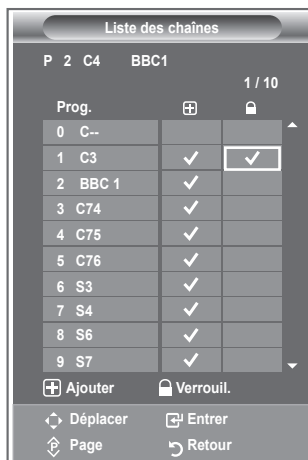 Liste des chaînes
P 2 C4 BBC1
1 / 10
Prog.
0 C--
1 C3
2 BBC 1
3 C74
4 C75
5 C76
6 S3
7 S4
8 S6
9 S7
Ajouter Verrouil.
Déplacer Entrer
P Page Retour